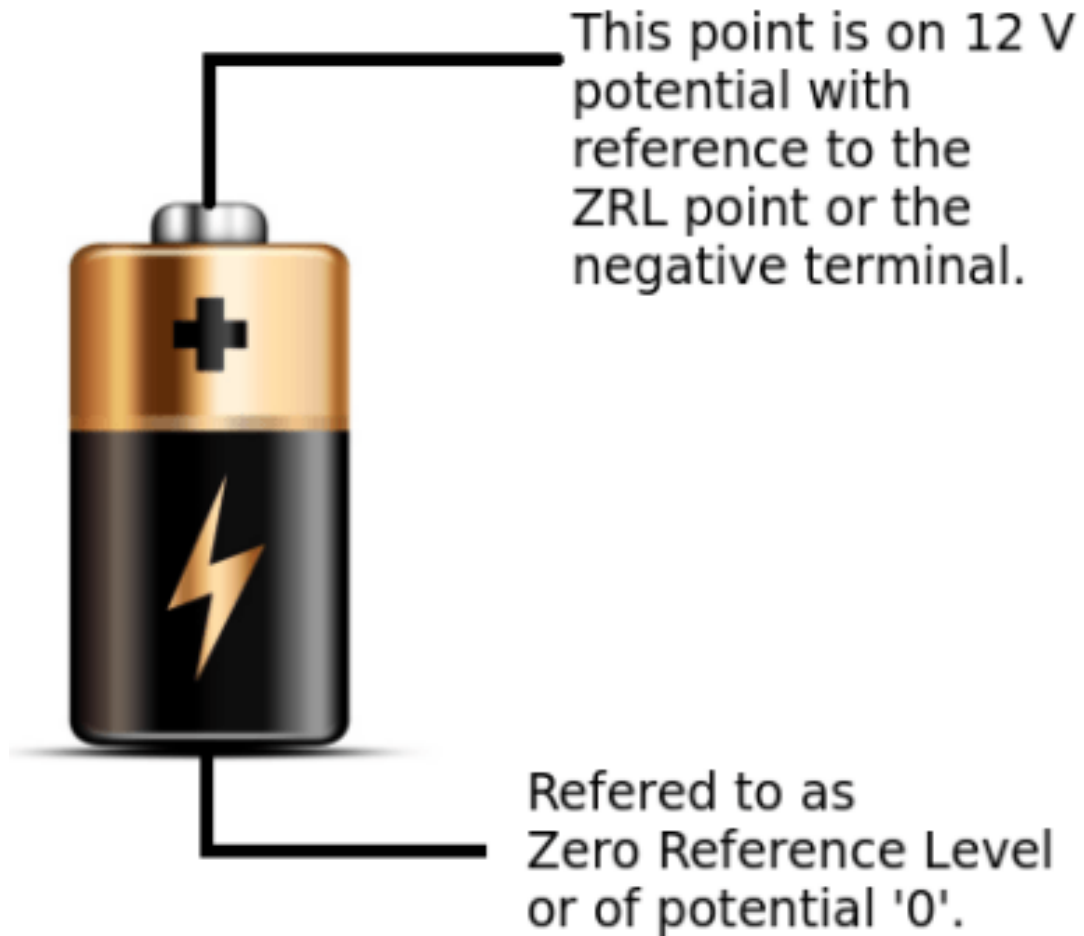 This point is on 12 V
potential with
reference to the
ZRL point or the
negative terminal.
Refered to as
Zero Reference Level
or of potential '0'.